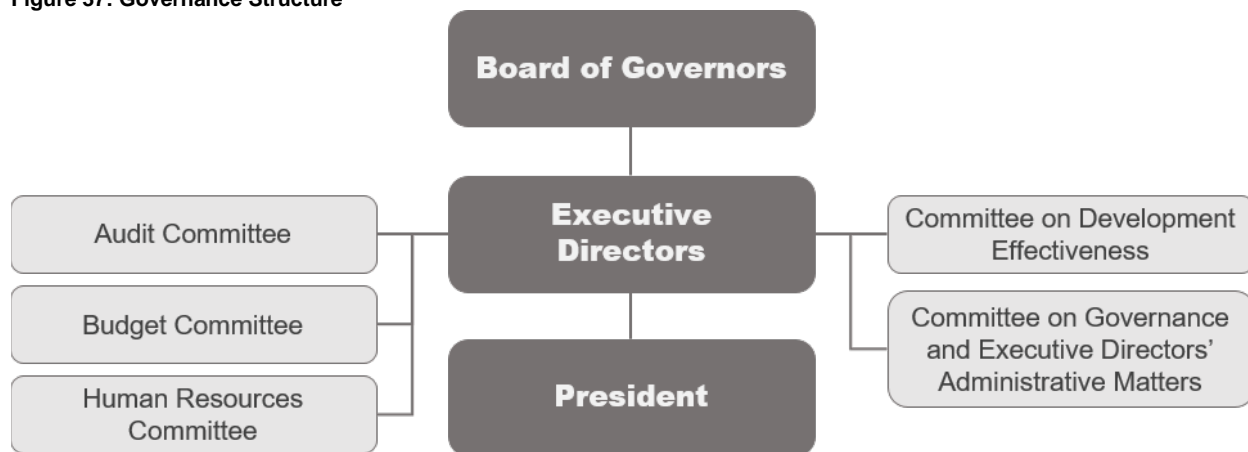 Figure 37: Governance Structure
Board of Governors
Executive
Directors
President
Audit Committee
Budget Committee
Human Resources
Committee
Committee on Development
Effectiveness
Committee on Governance
and Executive Directors’
Administrative Matters